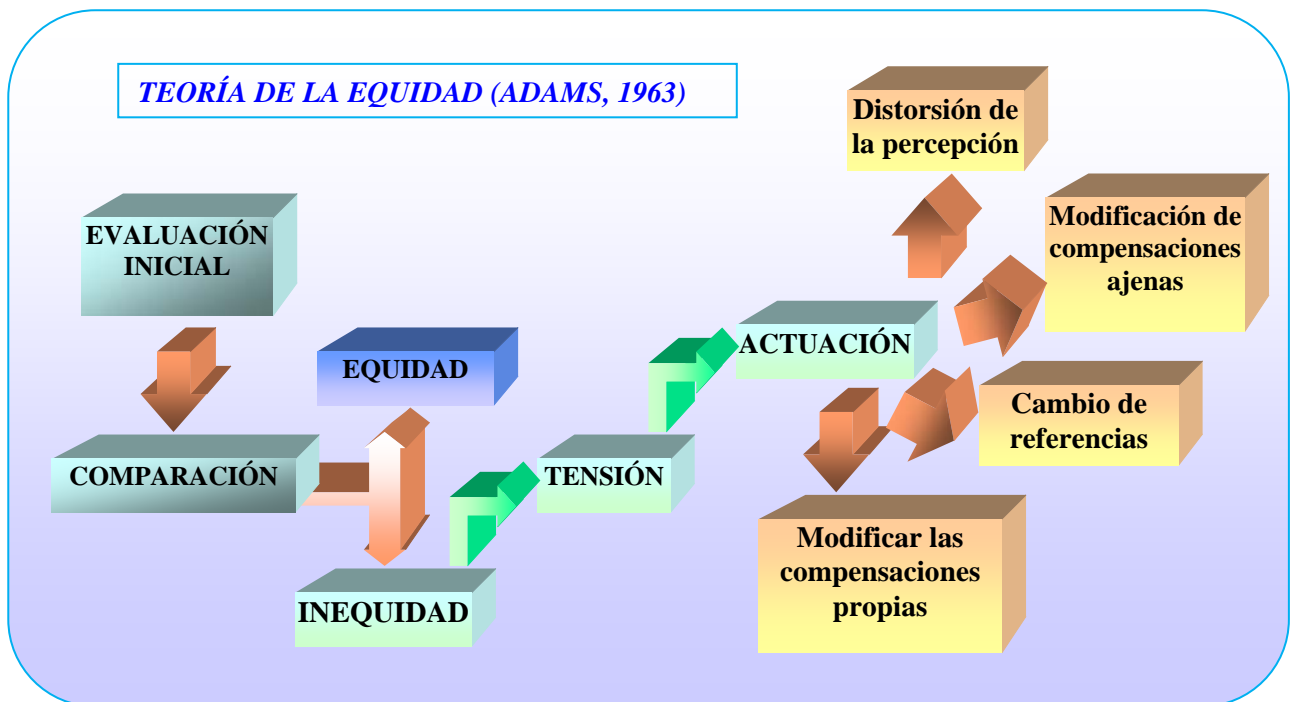 TEORÍA DE LA EQUIDAD (ADAMS, 1963)
EVALUACIÓN
INICIAL
COMPARACIÓN
EQUIDAD
INEQUIDAD
TENSIÓN
ACTUACIÓN
Distorsión de
la percepción
Modificación de
compensaciones
ajenas
Cambio de
referencias
Modificar las
compensaciones
propias